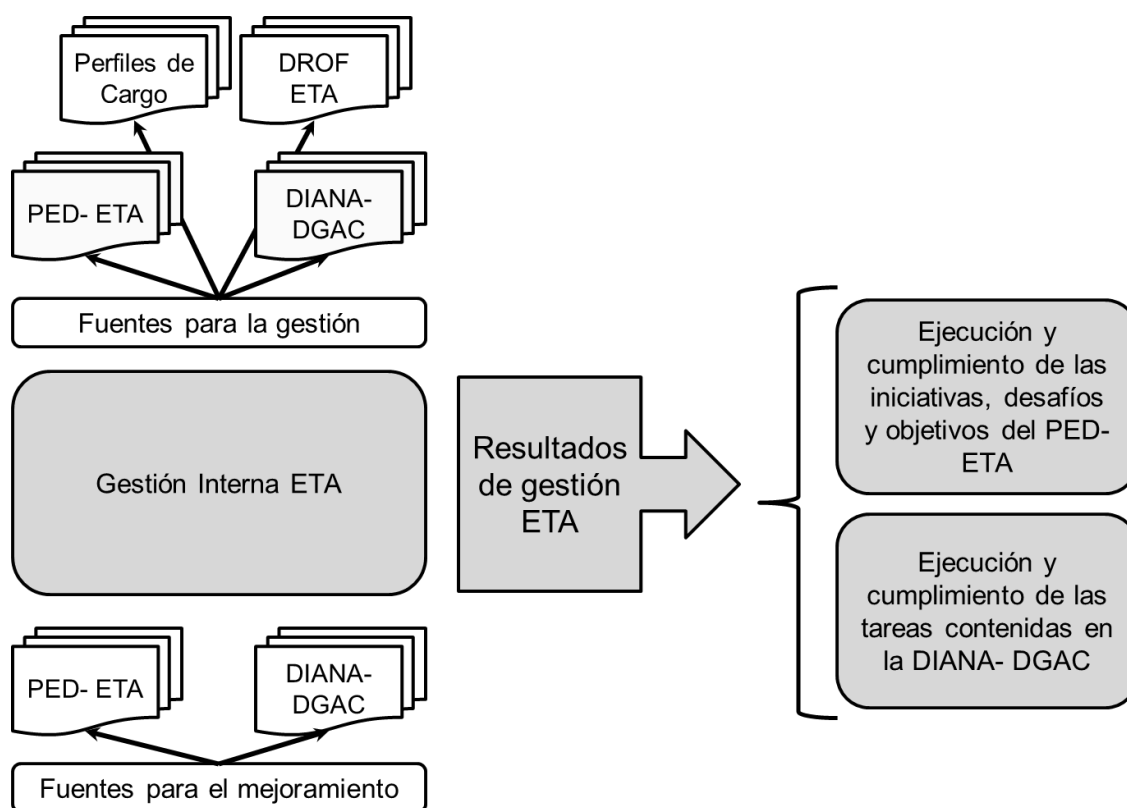 Perfiles de
Cargo
DROF
ETA
PED- ETA
DIANA-
DGAC
Fuentes para la gestión
Gestión Interna ETA
Resultados
de gestión
ETA
Ejecución y
cumplimiento de las
iniciativas, desafíos
y objetivos del PED-
ETA
Ejecución y
cumplimiento de las
tareas contenidas en
la DIANA- DGAC
PED- ETA
DIANA-
DGAC
Fuentes para el mejoramiento